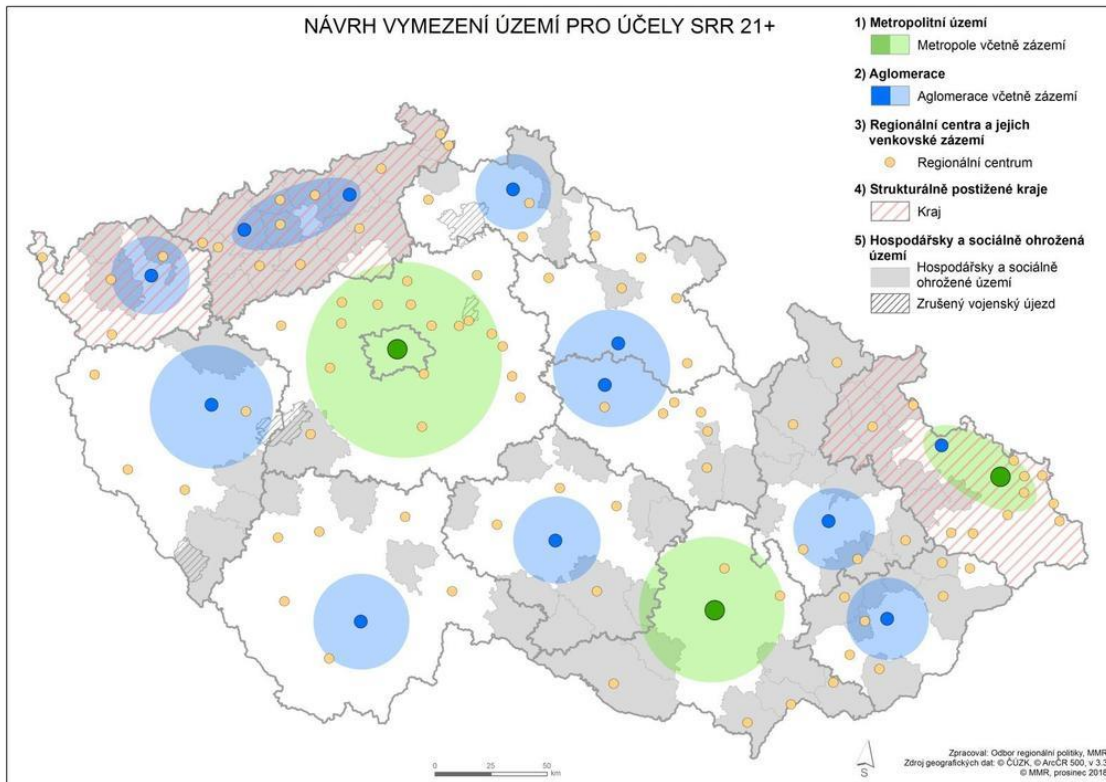 NÁVRH VYMEZENÍ ÚZEMÍ PRO ÚČELY SRR 21+
1) Metropolitní území
Metropole včetně zázemí
2) Aglomerace
Aglomerace včetně zázemí
3) Regionální centra a jejich
venkovské zázemí
Regionální centrum
4) Strukturálně postižené kraje
Kraj
5) Hospodářsky a sociálně ohrožená
území
Hospodářsky a sociálně
ohrožené území
Zrušený vojenský újezd
0 25 50
km
S
Zpracoval: Odbor regionální politiky, MMR
Zdroj geografických dat: © ČÚZK, © ArcČR 500, v 3.3
© MMR, prosinec 2018